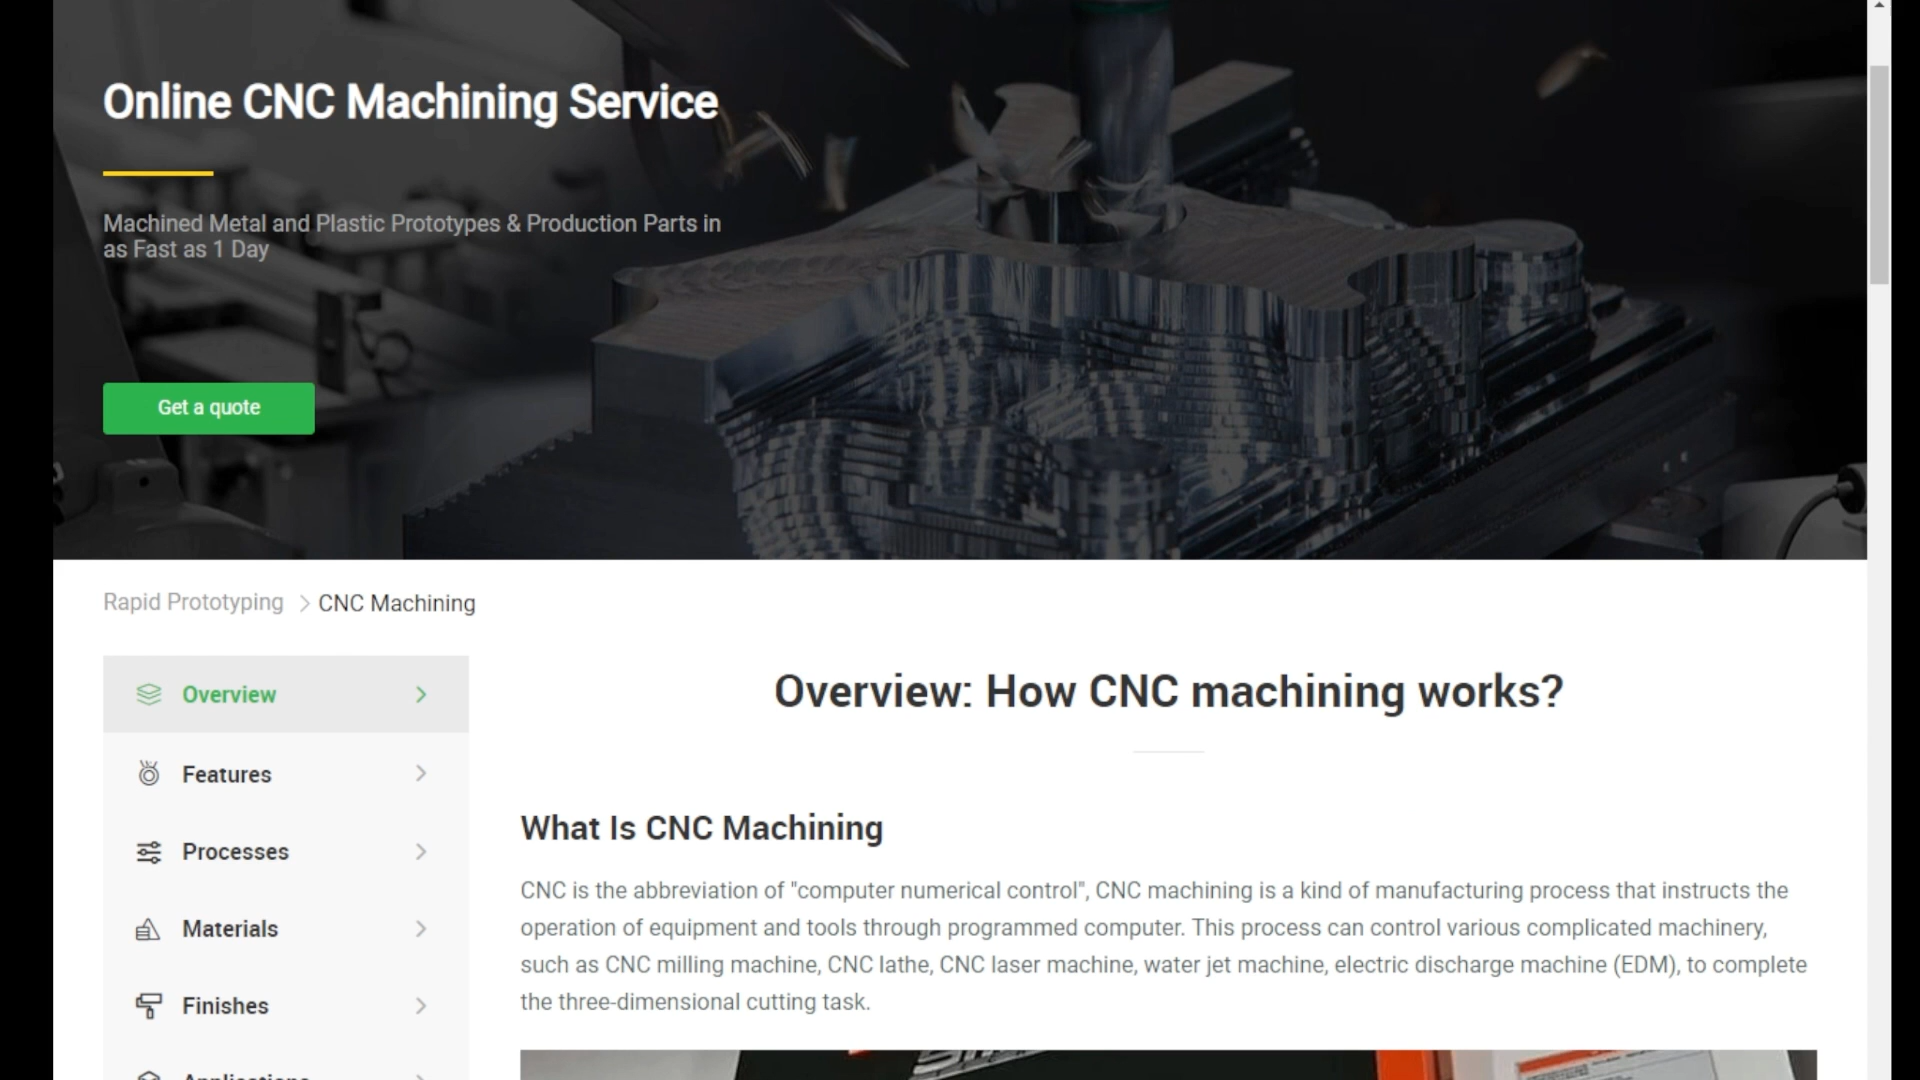 Online CNC Machining Service
Machined Metal and Plastic Prototypes & Production Parts in
as Fast as 1 Day
Get a quote
Rapid Prototyping > CNC Machining
Overview
Features
Processes
Materials
Finishes
Applications
Overview: How CNC machining works?
What Is CNC Machining
CNC is the abbreviation of "computer numerical control", CNC machining is a kind of manufacturing process that instructs the
operation of equipment and tools through programmed computer. This process can control various complicated machinery,
such as CNC milling machine, CNC lathe, CNC laser machine, water jet machine, electric discharge machine (EDM), to complete
the three-dimensional cutting task.